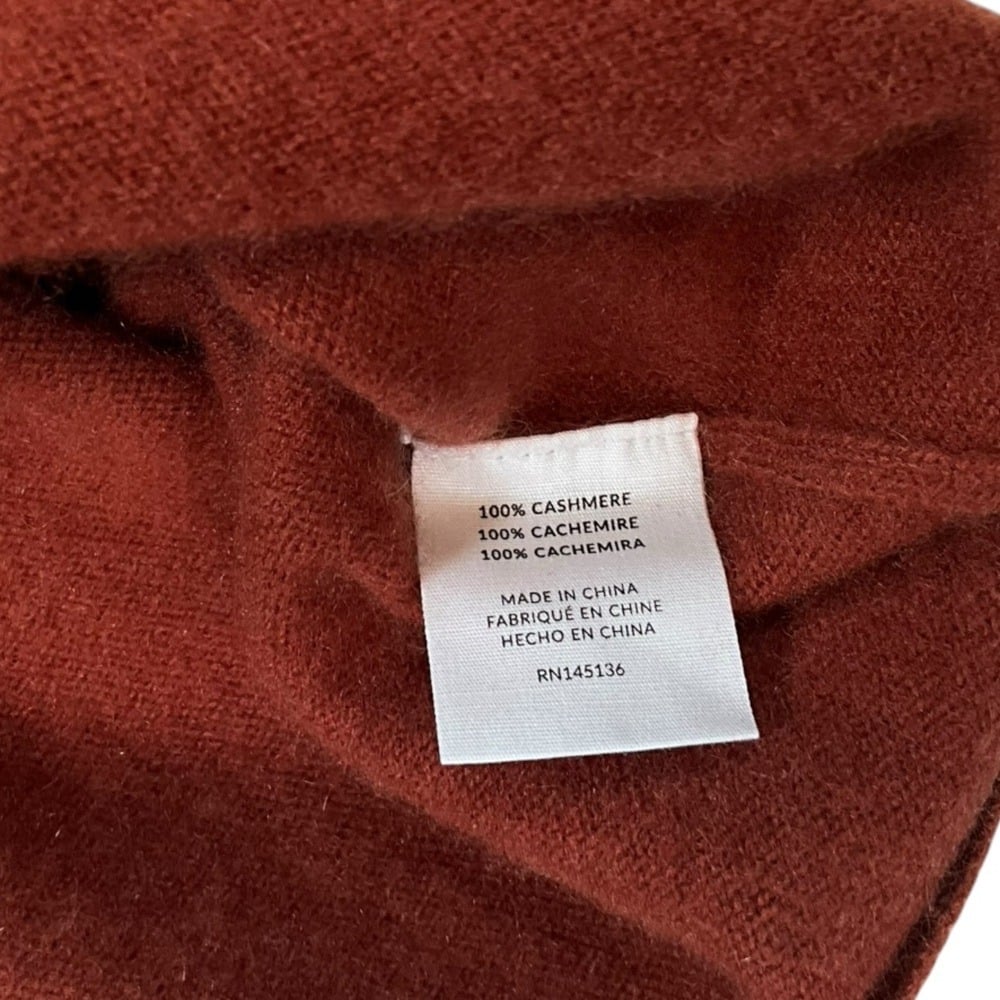 100% CASHMERE
100% CACHEMIRE
100% CACHEMIRA
MADE IN CHINA
FABRIQUÉ EN CHINE
HECHO EN CHINA
RN145136